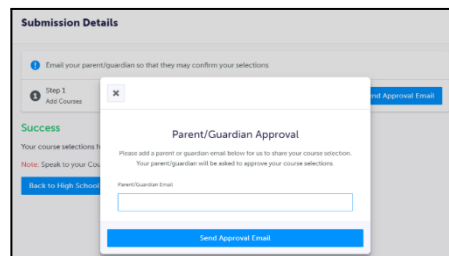 Submission Details
Email your parent/guardian so that they may confirm your selections
Step 1
Add Courses
nd Approval Email
Success
Your course selections h
Note: Speak to your Cou
Back to High School
Parent/Guardian Approval
Please add a parent or guardian email below for us to share your course selection.
Your parent/guardian will be asked to approve your course selections.
Parent/Guardian Email
Send Approval Email